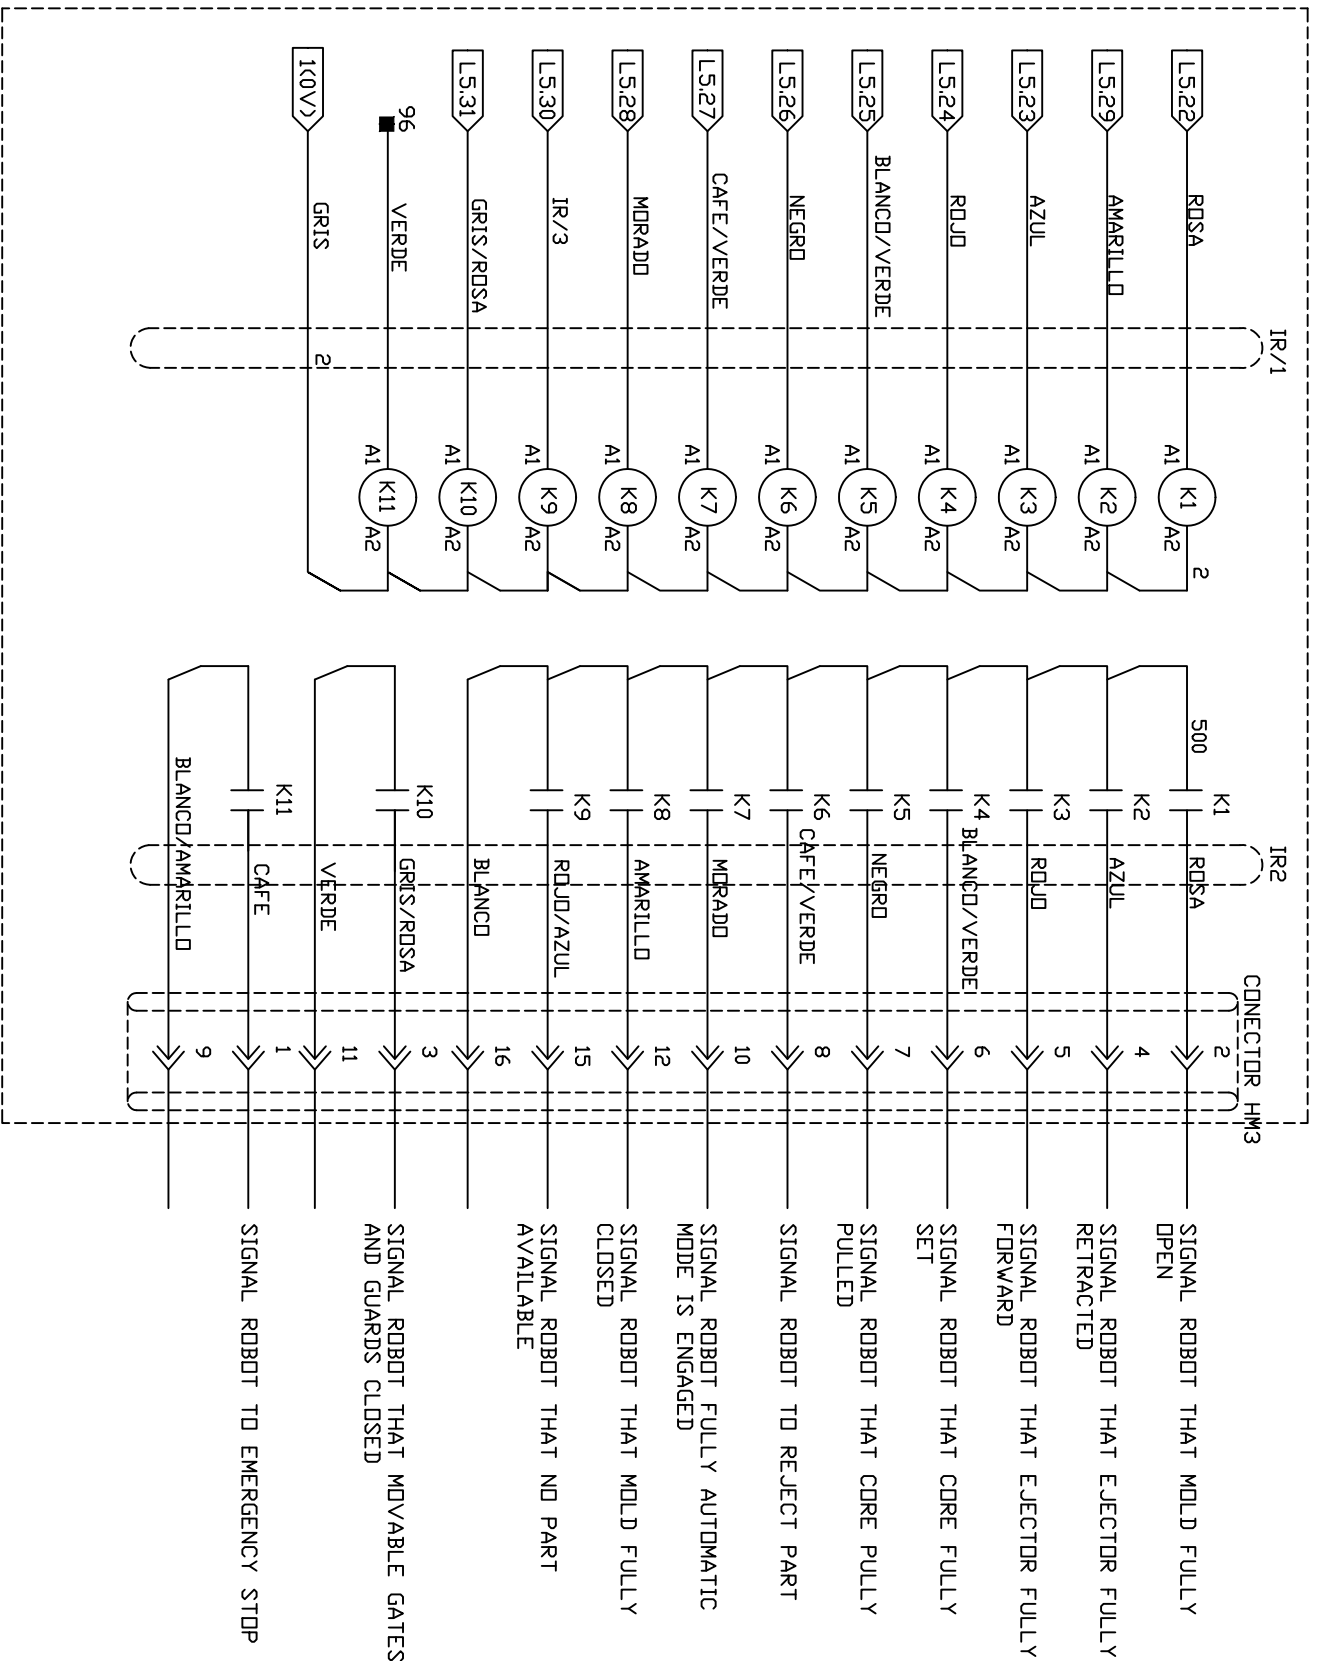 IR/1
L5.22
ROSA
A1
K1
A2
2
L5.29
AMARILLO
A1
K2
A2
L5.23
AZUL
A1
K3
A2
L5.24
ROJO
A1
K4
A2
L5.25
BLANCO/VERDE
A1
K5
A2
L5.26
NEGRO
A1
K6
A2
L5.27
CAFE/VERDE
A1
K7
A2
L5.28
MORADO
A1
K8
A2
L5.30
IR/3
A1
K9
A2
L5.31
GRIS/ROSA
A1
K10
A2
96
VERDE
A1
K11
A2
1(0V)
GRIS
2
IR2
CONECTOR HM3
500
K1
ROSA
2
SIGNAL ROBOT THAT MOLD FULLY
OPEN
K2
AZUL
4
SIGNAL ROBOT THAT EJECTOR FULLY
RETRACTED
K3
ROJO
5
SIGNAL ROBOT THAT EJECTOR FULLY
FORWARD
K4
BLANCO/VERDE
6
SIGNAL ROBOT THAT CORE FULLY
SET
K5
NEGRO
7
SIGNAL ROBOT THAT CORE PULLY
PULLED
K6
CAFE/VERDE
8
SIGNAL ROBOT TO REJECT PART
K7
MORADO
10
SIGNAL ROBOT FULLY AUTOMATIC
MODE IS ENGAGED
K8
AMARILLO
12
SIGNAL ROBOT THAT MOLD FULLY
CLOSED
K9
ROJO/AZUL
15
SIGNAL ROBOT THAT NO PART
AVAILABLE
BLANCO
16
K10
GRIS/ROSA
3
SIGNAL ROBOT THAT MOVABLE GATES
AND GUARDS CLOSED
VERDE
11
K11
CAFE
1
SIGNAL ROBOT TO EMERGENCY STOP
BLANCO/AMARILLO
9